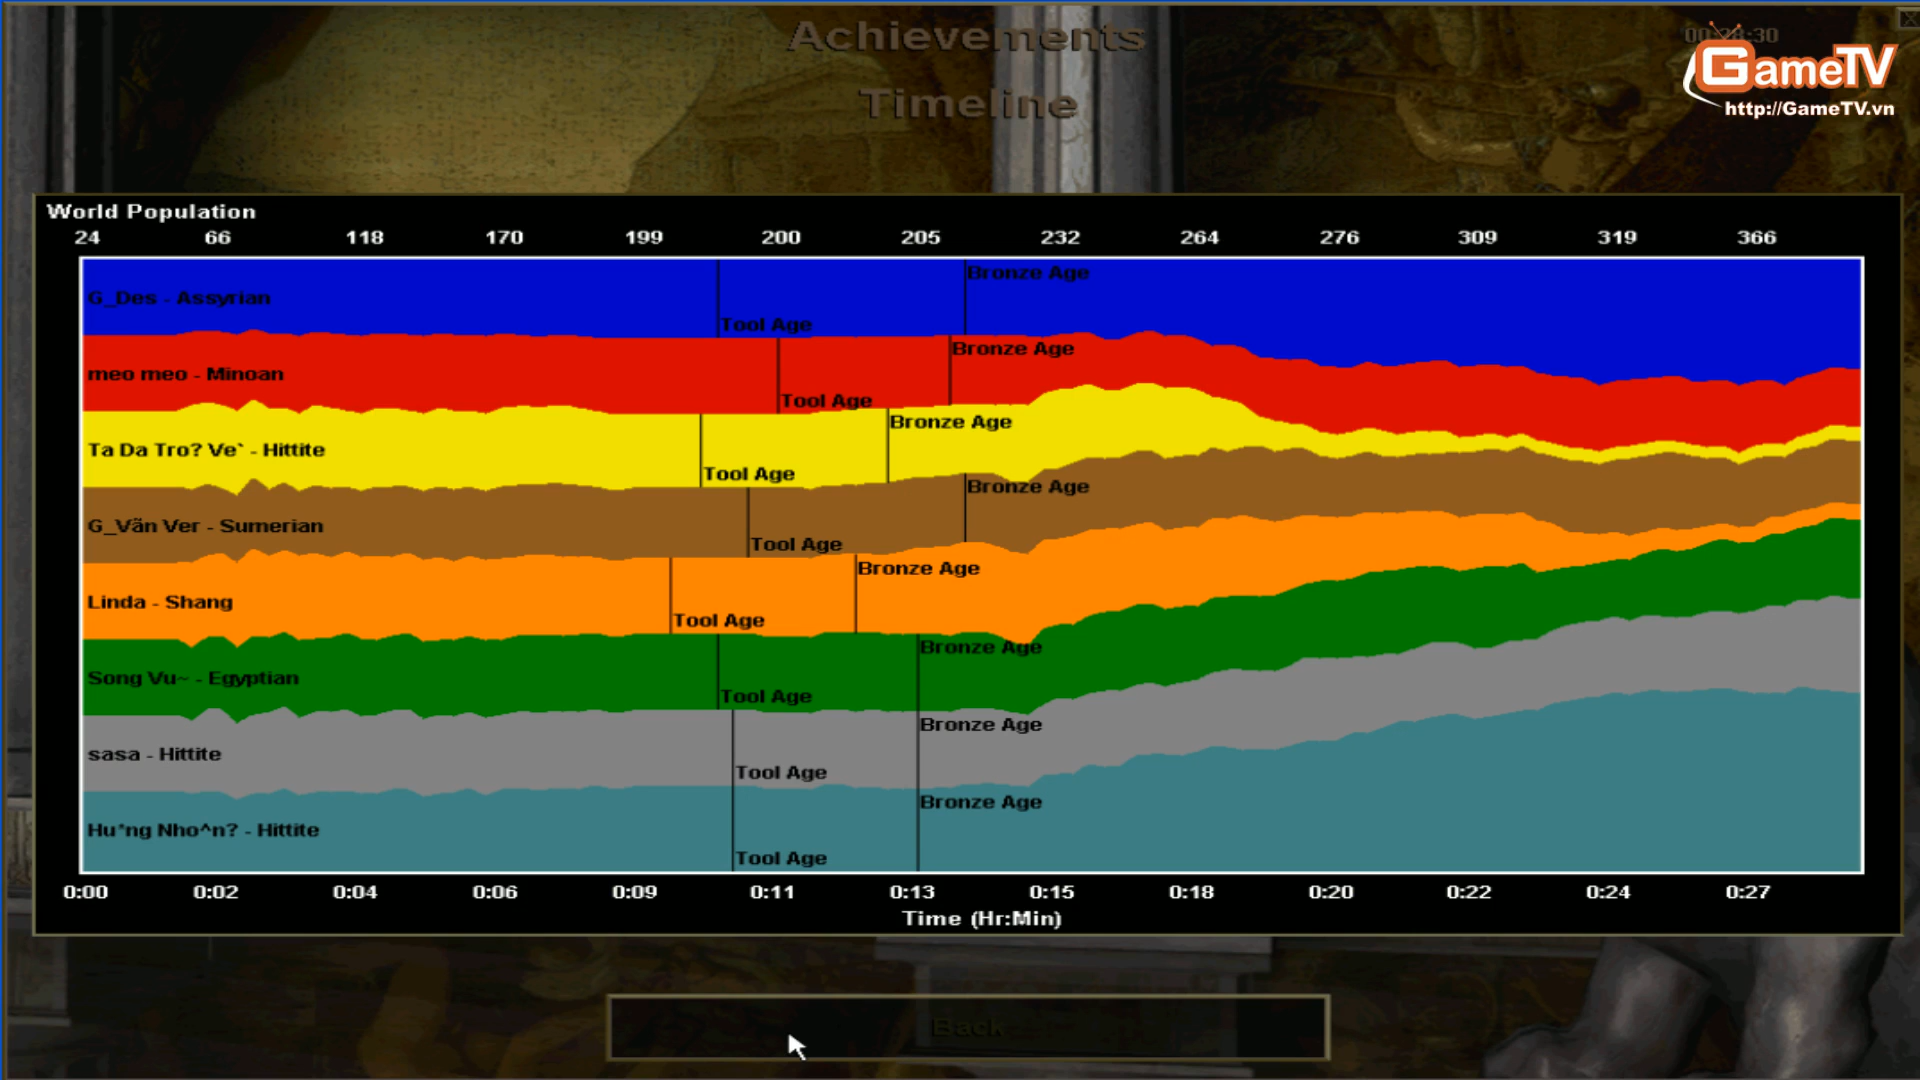 Achievements
00:28:30
Timeline
GameTV
http://GameTV.vn
World Population
24 66 118 170 199 200 205 232 264 276 309 319 366
Bronze Age
G_Des - Assyrian
Tool Age
Bronze Age
meo meo - Minoan
Tool Age
Bronze Age
Ta Da Tro? Ve` - Hittite
Tool Age
Bronze Age
G_Vãn Ver - Sumerian
Tool Age
Bronze Age
Linda - Shang
Tool Age
Bronze Age
Song Vu~ - Egyptian
Tool Age
Bronze Age
sasa - Hittite
Tool Age
Bronze Age
Hu*ng Nho^n? - Hittite
Tool Age
0:00 0:02 0:04 0:06 0:09 0:11 0:13 0:15 0:18 0:20 0:22 0:24 0:27
Time (Hr:Min)
Back